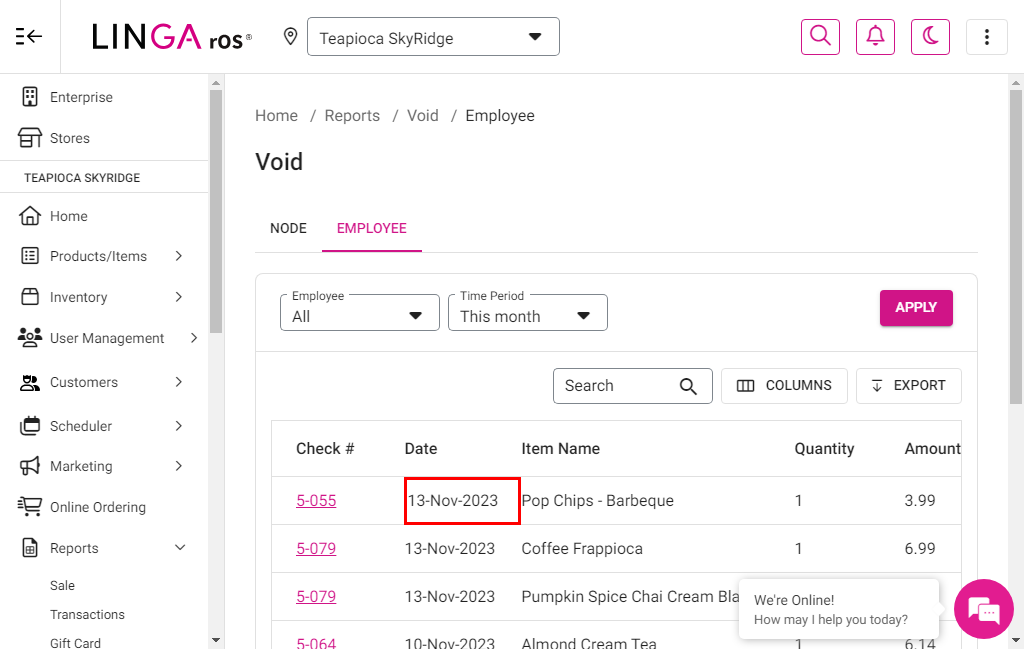 LINGA ros®
Teapioca SkyRidge
Enterprise
Stores
TEAPIOCA SKYRIDGE
Home
Products/Items
Inventory
User Management
Customers
Scheduler
Marketing
Online Ordering
Reports
Sale
Transactions
Gift Card
Home / Reports / Void / Employee
Void
NODE EMPLOYEE
Employee
All
Time Period
This month
APPLY
Search
COLUMNS
EXPORT
Check # Date Item Name Quantity Amount
5-055 13-Nov-2023 Pop Chips - Barbeque 1 3.99
5-079 13-Nov-2023 Coffee Frappioca 1 6.99
5-079 13-Nov-2023 Pumpkin Spice Chai Cream Bla
5-064 10-Nov-2023 Almond Cream Tea 1 6.14
We're Online!
How may I help you today?